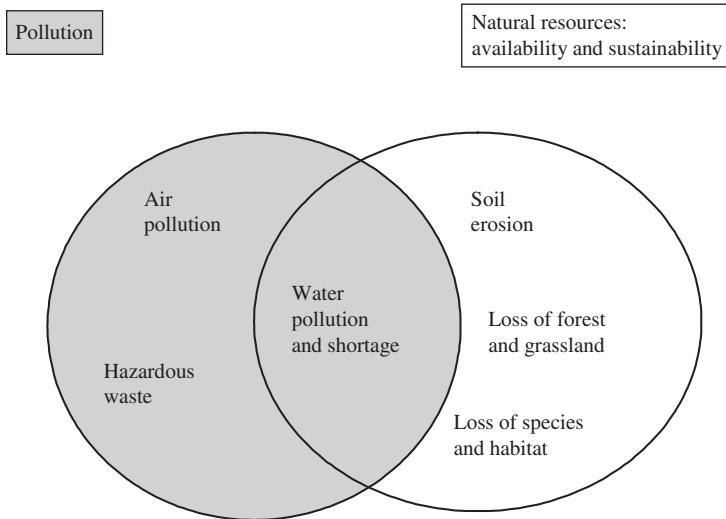 Pollution
Natural resources:
availability and sustainability
Air
pollution
Soil
erosion
Water
pollution
and shortage
Loss of forest
and grassland
Hazardous
waste
Loss of species
and habitat